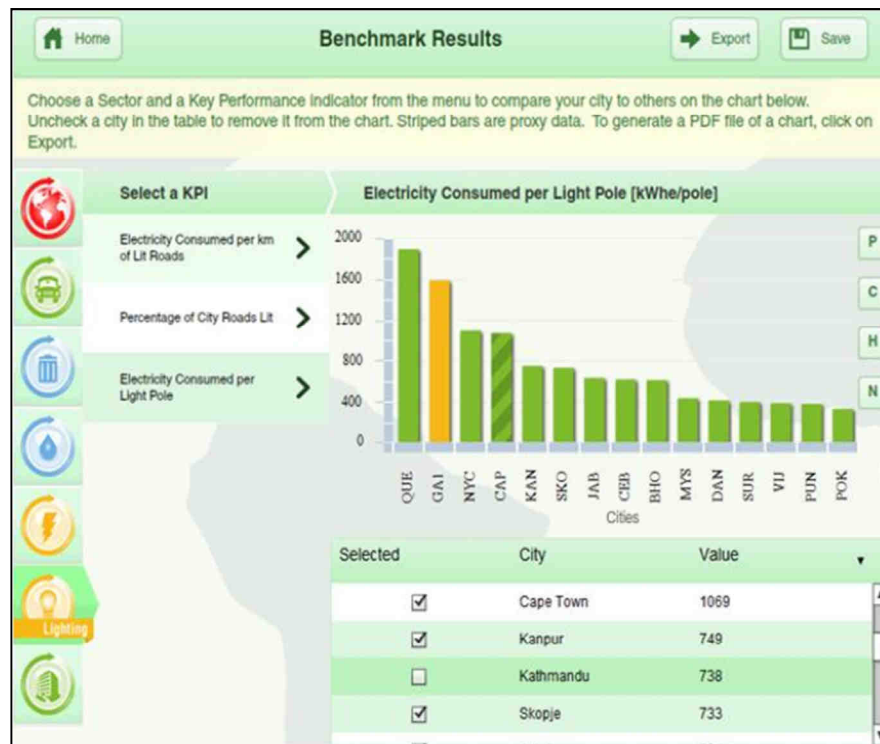 Home
Benchmark Results
Export
Save
Choose a Sector and a Key Performance Indicator from the menu to compare your city to others on the chart below.
Uncheck a city in the table to remove it from the chart. Striped bars are proxy data. To generate a PDF file of a chart, click on
Export.
Select a KPI
Electricity Consumed per Light Pole [kWhe/pole]
Electricity Consumed per km
of Lit Roads
Percentage of City Roads Lit
Electricity Consumed per
Light Pole
Lighting
2000
1600
1200
800
400
0
P
C
H
N
QUE GA1 NYC CAP KAN SKO JAB CEB BHO MYS DAN SUR VIJ PUN POK
Cities
Selected City Value
Cape Town 1069
Kanpur 749
Kathmandu 738
Skopje 733